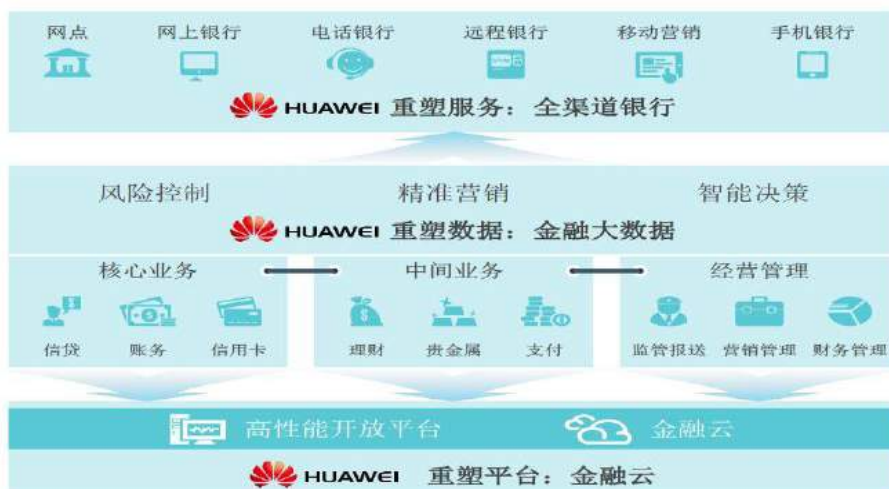 网点 网上银行 电话银行 远程银行 移动营销 手机银行
HUAWEI 重塑服务：全渠道银行
风险控制 精准营销 智能决策
HUAWEI 重塑数据：金融大数据
核心业务 中间业务 经营管理
信贷 账务 信用卡 理财 贵金属 支付 监管报送 营销管理 财务管理
高性能开放平台 金融云
HUAWEI 重塑平台：金融云